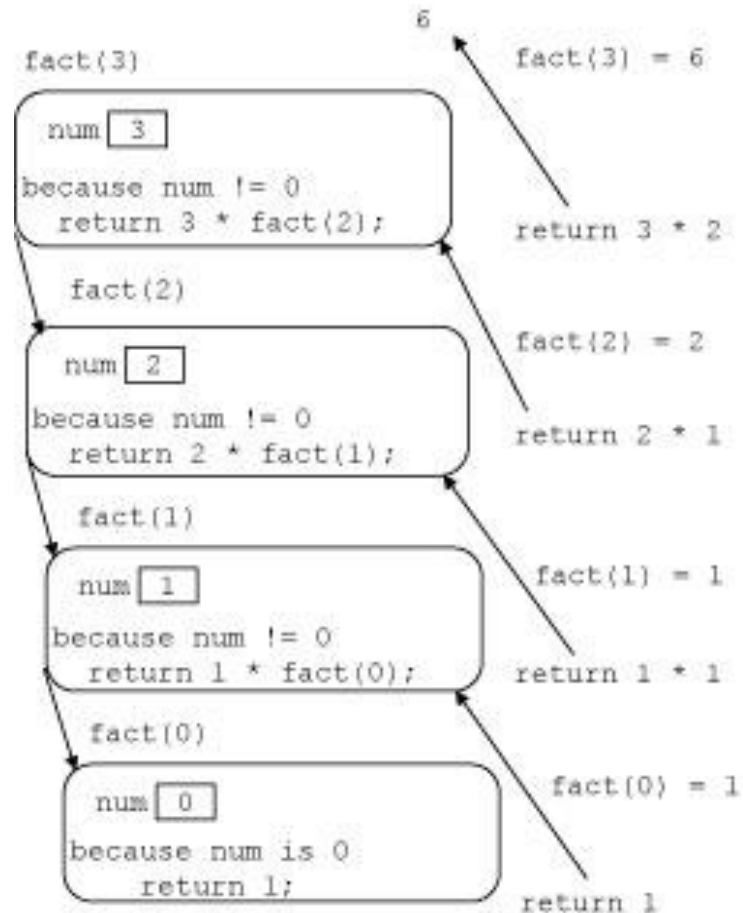 6
fact(3)
fact(3) = 6
num 3
because num != 0
return 3 * fact(2);
return 3 * 2
fact(2)
fact(2) = 2
num 2
because num != 0
return 2 * fact(1);
return 2 * 1
fact(1)
fact(1) = 1
num 1
because num != 0
return 1 * fact(0);
return 1 * 1
fact(0)
fact(0) = 1
num 0
because num is 0
return 1;
return 1